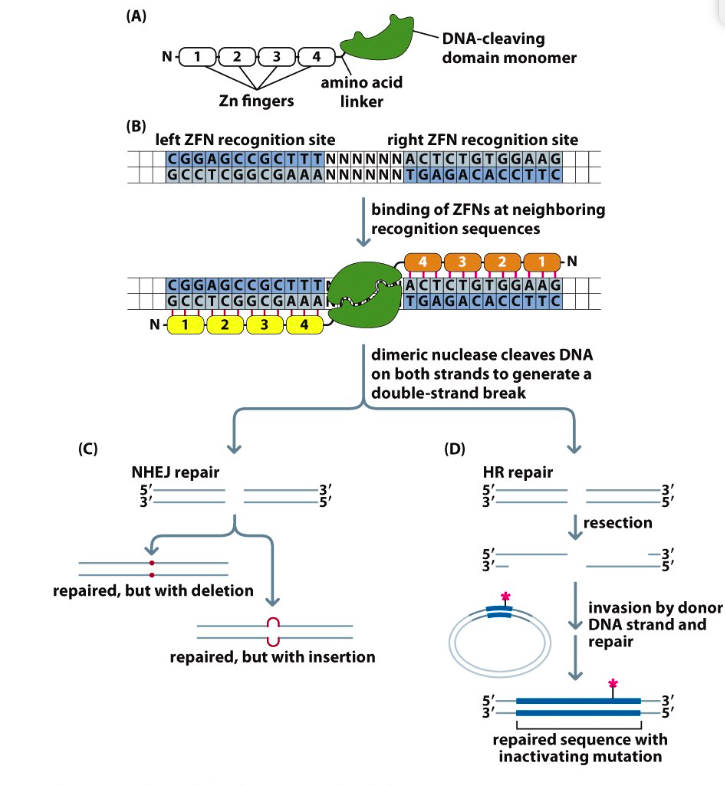 (A)
DNA-cleaving
domain monomer
N 1 2 3 4
amino acid
linker
Zn fingers
(B)
left ZFN recognition site right ZFN recognition site
CGGAGCCGCTTTNNNNNNACTCTGTGGAAG
GCCTCGGCGAAANNNNNNTGAGACACCTTC
binding of ZFNs at neighboring
recognition sequences
4 3 2 1 N
CGGAGCCGCTTTN ACTCTGTGGAAG
GCCTCGGCGAAAN TGAGACACCTTC
N 1 2 3 4
dimeric nuclease cleaves DNA
on both strands to generate a
double-strand break
(C) (D)
NHEJ repair HR repair
5′ 3′ 5′ 3′
3′ 5′ 3′ 5′
resection
5′ 3′
3′ 5′
repaired, but with deletion
invasion by donor
DNA strand and
repair
*
repaired, but with insertion
*
5′ 3′
3′ 5′
repaired sequence with
inactivating mutation